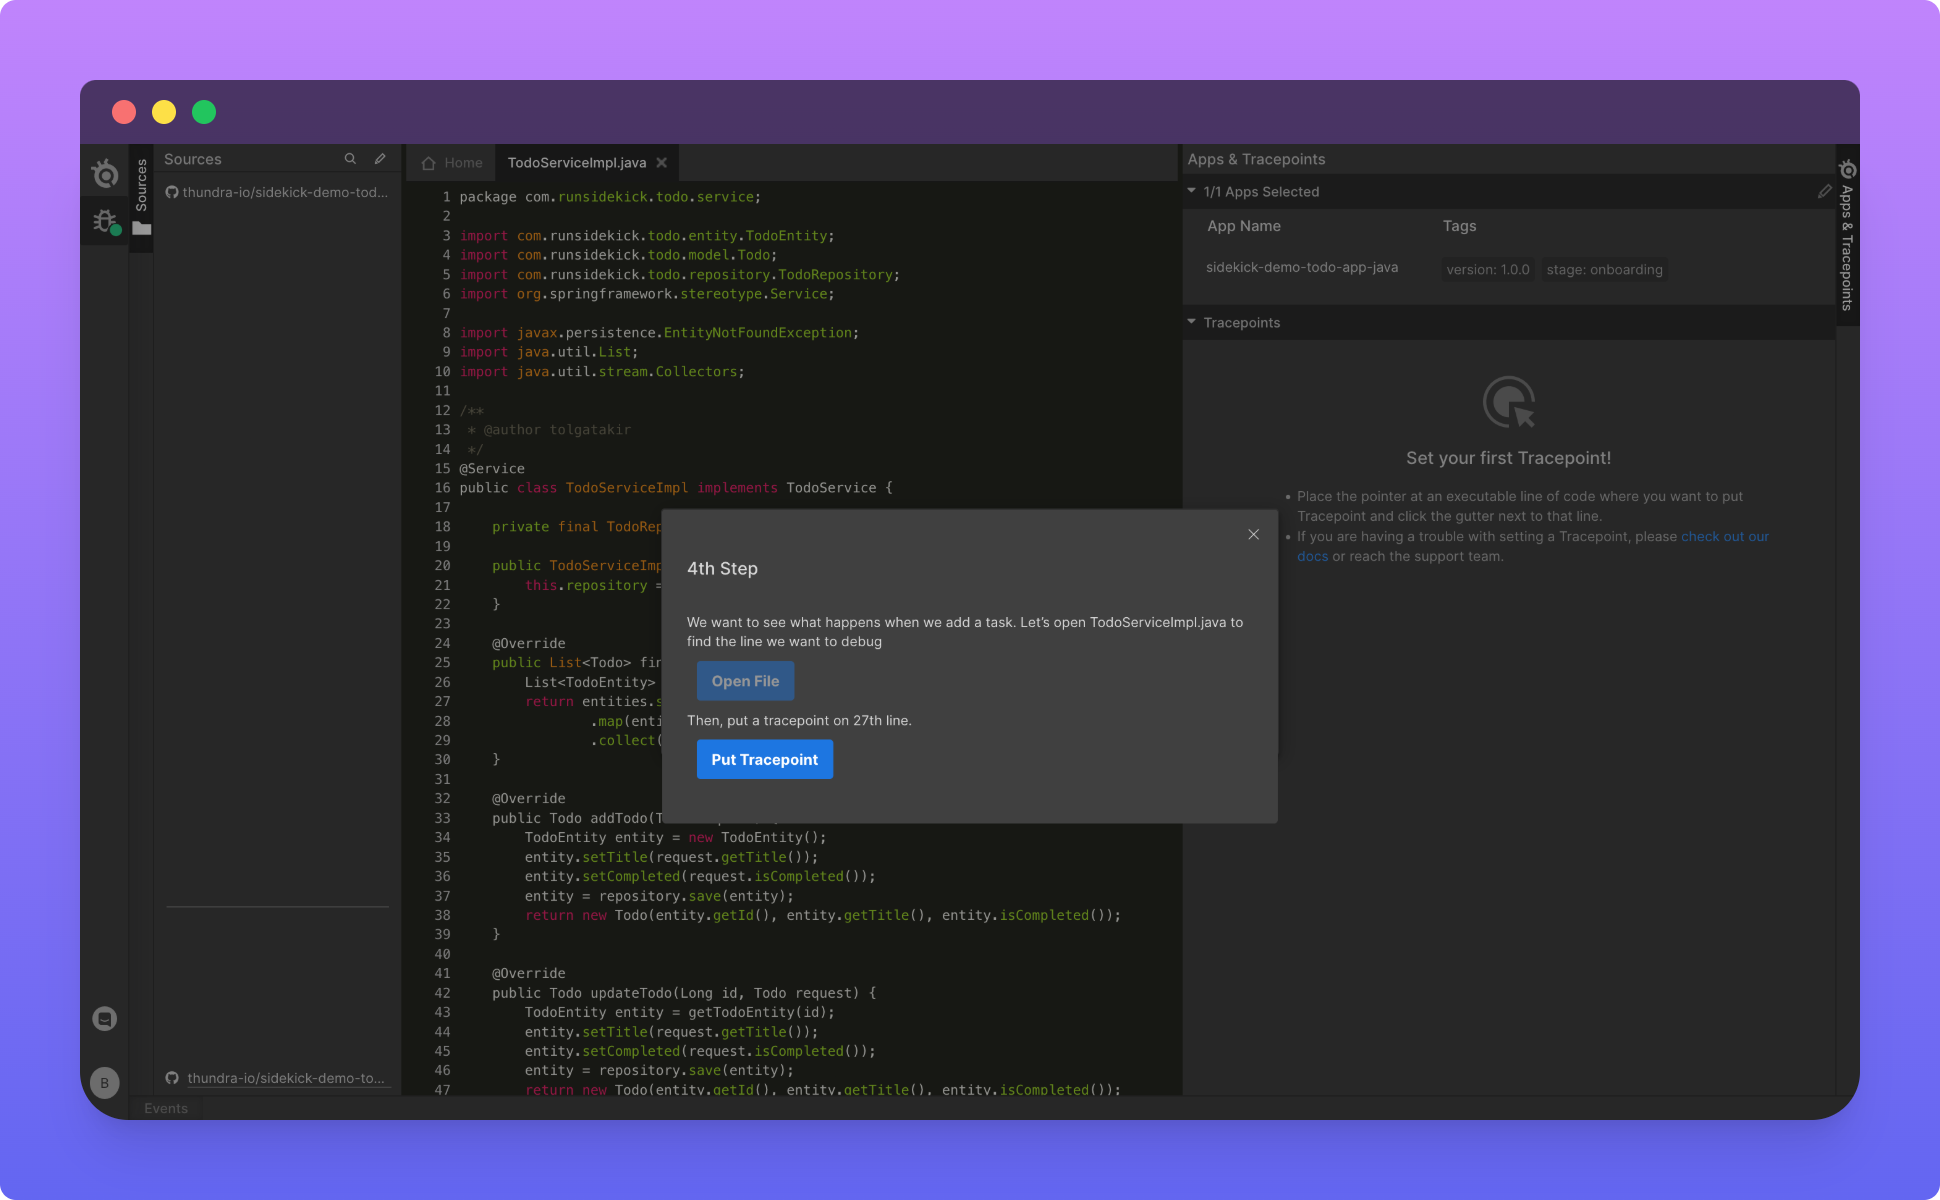 Sources
Sources
thundra-io/sidekick-demo-tod...
thundra-io/sidekick-demo-to...
B
Events
Home
TodoServiceImpl.java
1 package com.runsidekick.todo.service;
2
3 import com.runsidekick.todo.entity.TodoEntity;
4 import com.runsidekick.todo.model.Todo;
5 import com.runsidekick.todo.repository.TodoRepository;
6 import org.springframework.stereotype.Service;
7
8 import javax.persistence.EntityNotFoundException;
9 import java.util.List;
10 import java.util.stream.Collectors;
11
12 /**
13 * @author tolgatakir
14 */
15 @Service
16 public class TodoServiceImpl implements TodoService {
17
18 private final TodoRep
19
20 public TodoServiceImp
21 this.repository =
22 }
23
24 @Override
25 public List<Todo> fin
26 List<TodoEntity>
27 return entities.s
28 .map(enti
29 .collect(
30 }
31
32 @Override
33 public Todo addTodo(T
34 TodoEntity entity = new TodoEntity();
35 entity.setTitle(request.getTitle());
36 entity.setCompleted(request.isCompleted());
37 entity = repository.save(entity);
38 return new Todo(entity.getId(), entity.getTitle(), entity.isCompleted());
39 }
40
41 @Override
42 public Todo updateTodo(Long id, Todo request) {
43 TodoEntity entity = getTodoEntity(id);
44 entity.setTitle(request.getTitle());
45 entity.setCompleted(request.isCompleted());
46 entity = repository.save(entity);
47 return new Todo(entity.getId(), entity.getTitle(), entity.isCompleted());
4th Step
We want to see what happens when we add a task. Let's open TodoServiceImpl.java to
find the line we want to debug
Open File
Then, put a tracepoint on 27th line.
Put Tracepoint
Apps & Tracepoints
1/1 Apps Selected
App Name Tags
sidekick-demo-todo-app-java version: 1.0.0 stage: onboarding
Tracepoints
Set your first Tracepoint!
• Place the pointer at an executable line of code where you want to put
Tracepoint and click the gutter next to that line.
• If you are having a trouble with setting a Tracepoint, please check out our
docs or reach the support team.
Apps & Tracepoints